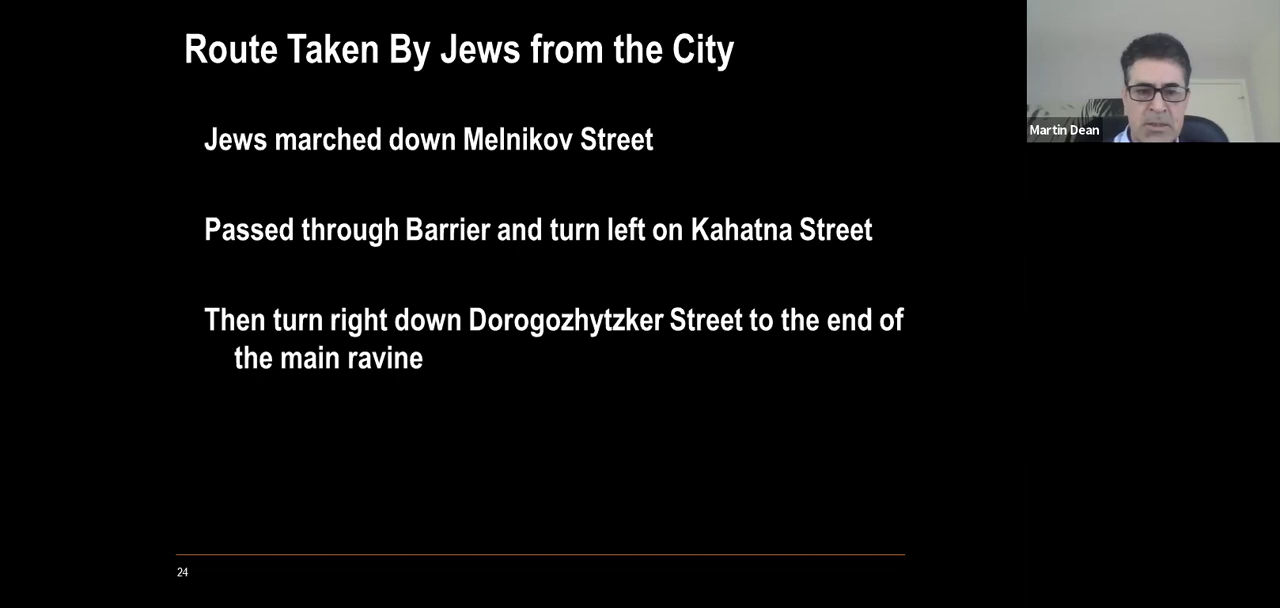 Route Taken By Jews from the City
Martin Dean
Jews marched down Melnikov Street
Passed through Barrier and turn left on Kahatna Street
Then turn right down Dorogozhytzker Street to the end of
the main ravine
24